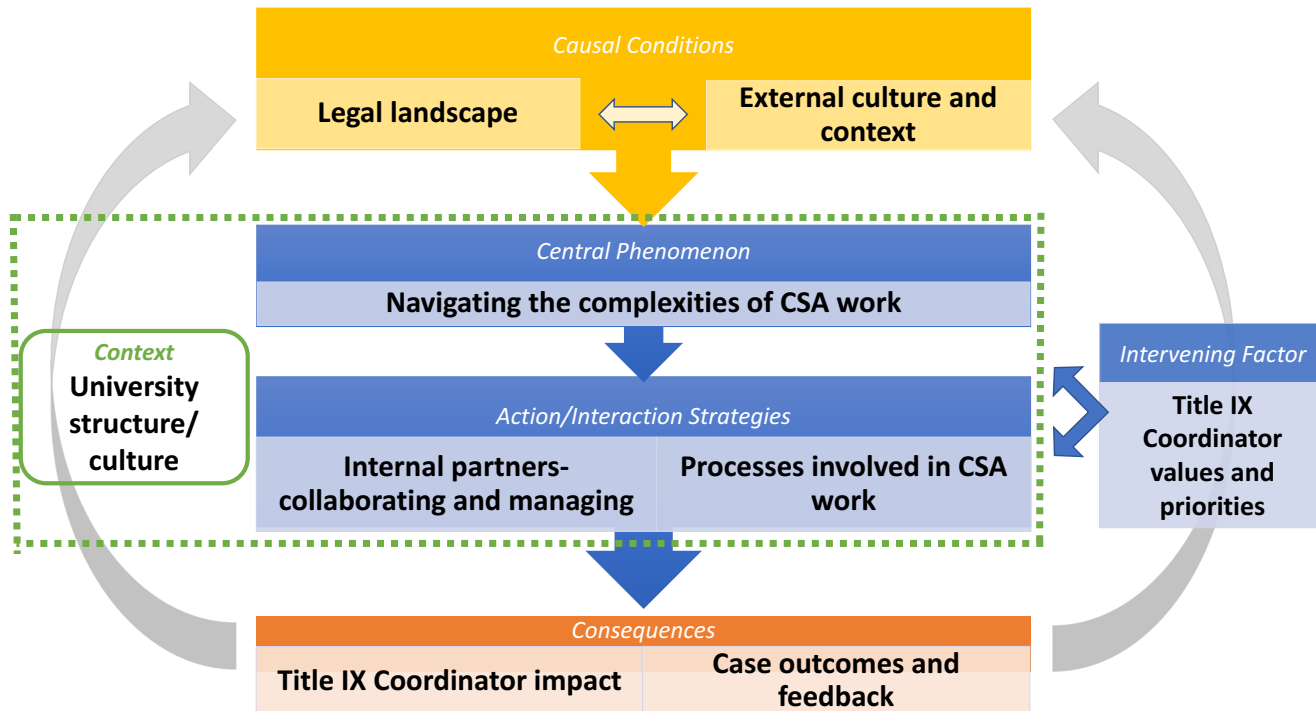 Causal Conditions
Legal landscape
External culture and
context
Central Phenomenon
Navigating the complexities of CSA work
Context
University
structure/
culture
Action/Interaction Strategies
Internal partners-
collaborating and managing
Processes involved in CSA
work
Intervening Factor
Title IX
Coordinator
values and
priorities
Consequences
Title IX Coordinator impact
Case outcomes and
feedback